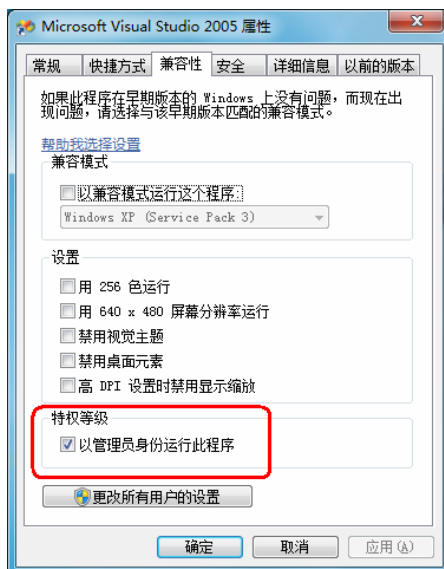 Microsoft Visual Studio 2005 属性
常规 快捷方式 兼容性 安全 详细信息 以前的版本
如果此程序在早期版本的 Windows 上没有问题，而现在出
现问题，请选择与该早期版本匹配的兼容模式。
帮助我选择设置
兼容模式
以兼容模式运行这个程序:
Windows XP (Service Pack 3)
设置
用 256 色运行
用 640 x 480 屏幕分辨率运行
禁用视觉主题
禁用桌面元素
高 DPI 设置时禁用显示缩放
特权等级
以管理员身份运行此程序
更改所有用户的设置
确定 取消 应用(A)